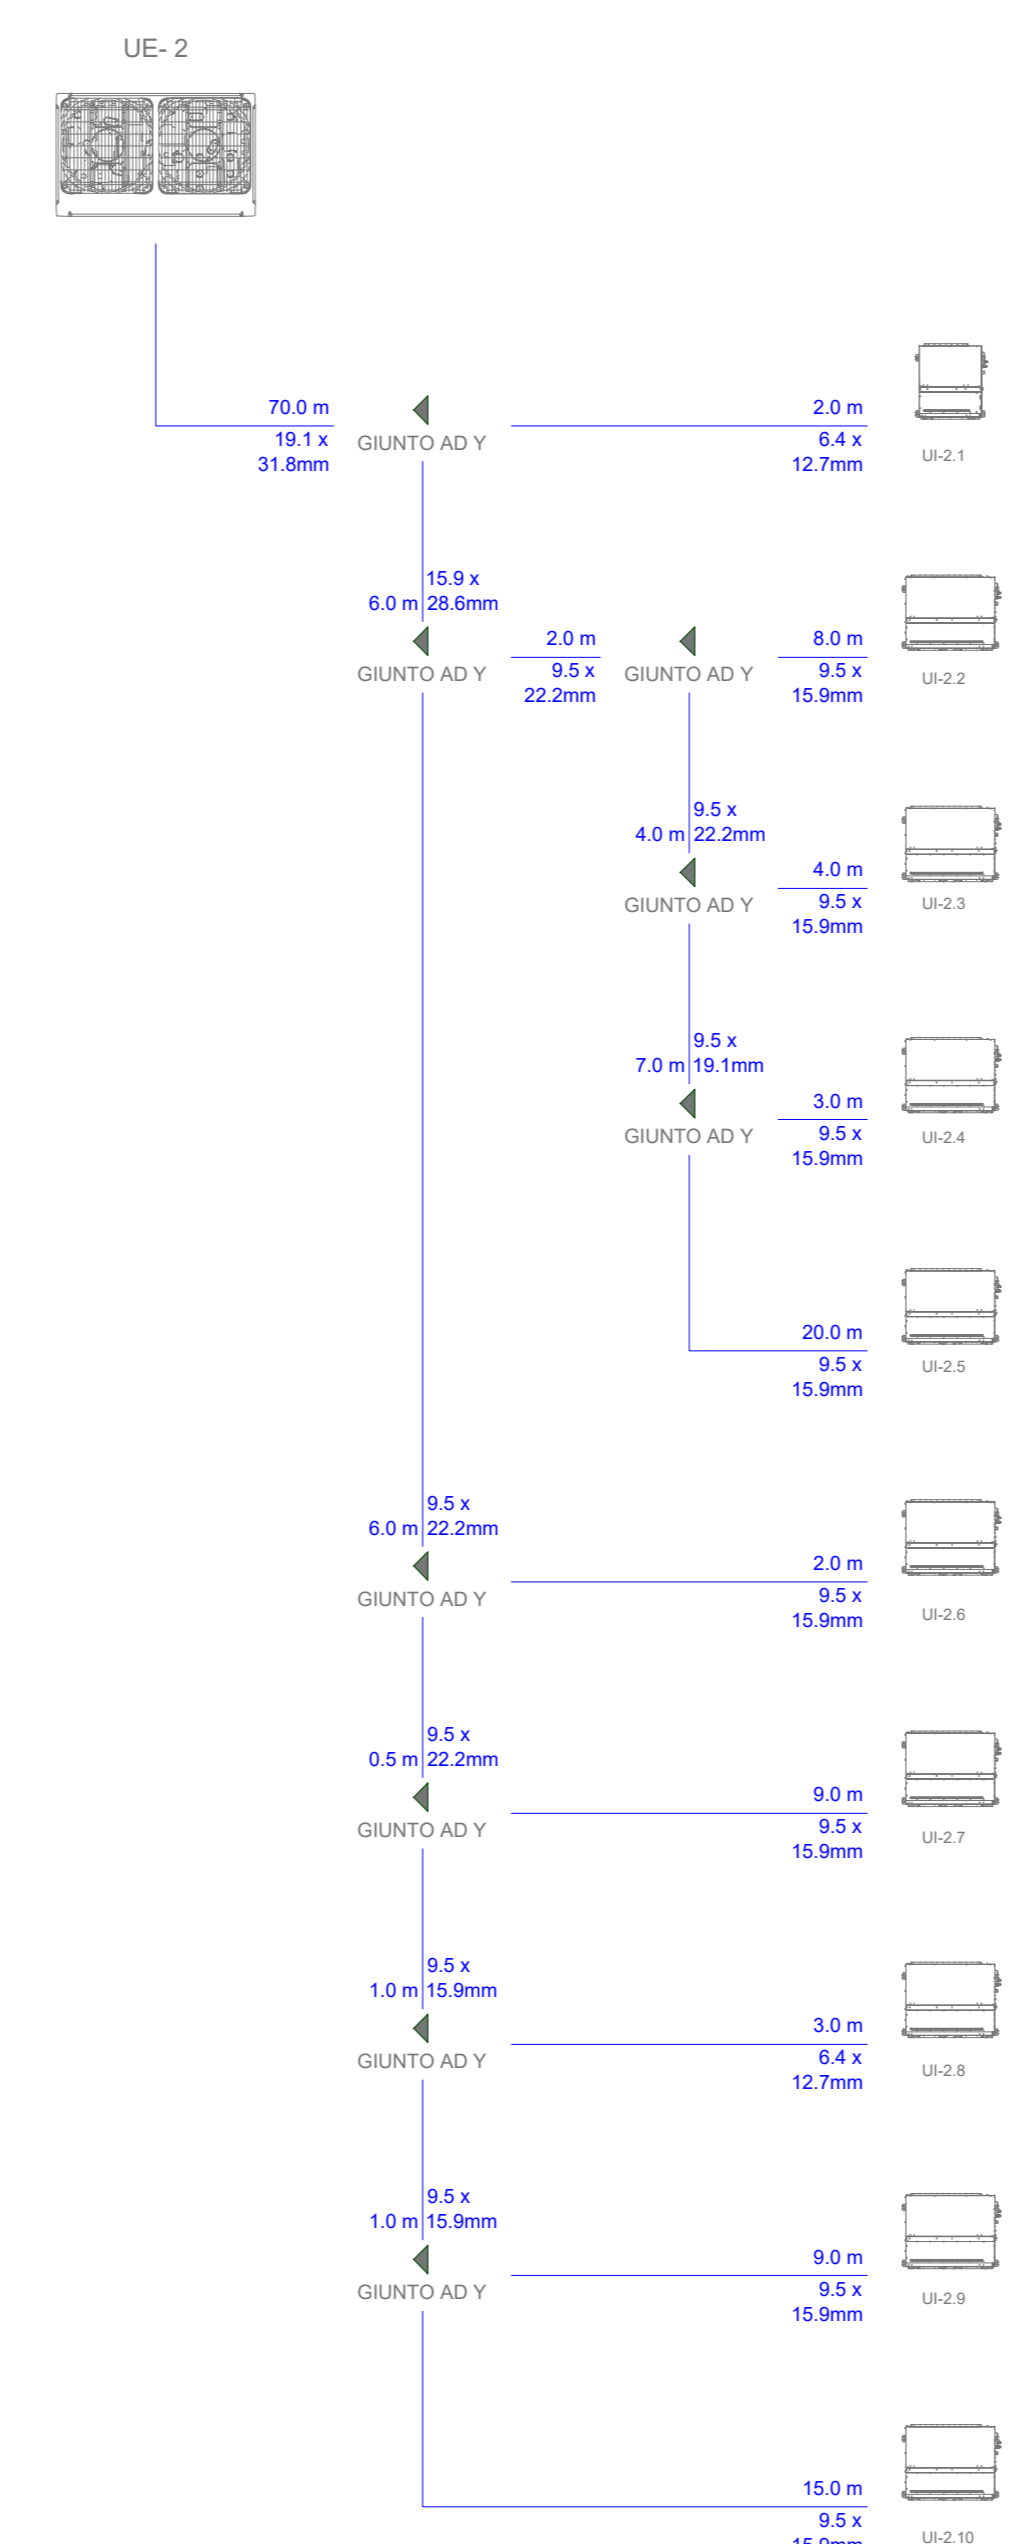 UE- 2
70.0 m
19.1 x
31.8mm
GIUNTO AD Y
2.0 m
6.4 x
12.7mm
UI-2.1
15.9 x
6.0 m 28.6mm
GIUNTO AD Y
2.0 m
9.5 x
22.2mm
GIUNTO AD Y
8.0 m
9.5 x
15.9mm
UI-2.2
9.5 x
4.0 m 22.2mm
GIUNTO AD Y
4.0 m
9.5 x
15.9mm
UI-2.3
9.5 x
7.0 m 19.1mm
GIUNTO AD Y
3.0 m
9.5 x
15.9mm
UI-2.4
20.0 m
9.5 x
15.9mm
UI-2.5
9.5 x
6.0 m 22.2mm
GIUNTO AD Y
2.0 m
9.5 x
15.9mm
UI-2.6
9.5 x
0.5 m 22.2mm
GIUNTO AD Y
9.0 m
9.5 x
15.9mm
UI-2.7
9.5 x
1.0 m 15.9mm
GIUNTO AD Y
3.0 m
6.4 x
12.7mm
UI-2.8
9.5 x
1.0 m 15.9mm
GIUNTO AD Y
9.0 m
9.5 x
15.9mm
UI-2.9
15.0 m
9.5 x
15.9mm
UI-2.10